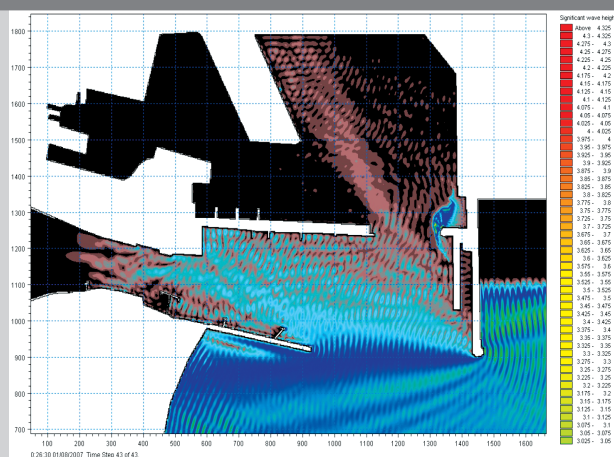 Significant wave heigh
Above 4.325
4.3 - 4.325
4.275 - 4.3
4.25 - 4.275
4.225 - 4.25
4.2 - 4.225
4.175 - 4.2
4.15 - 4.175
4.125 - 4.15
4.1 - 4.125
4.075 - 4.1
4.05 - 4.075
4.025 - 4.05
4 - 4.025
3.975 - 4
3.95 - 3.975
3.925 - 3.95
3.9 - 3.925
3.875 - 3.9
3.85 - 3.875
3.825 - 3.85
3.8 - 3.825
3.775 - 3.8
3.75 - 3.775
3.725 - 3.75
3.7 - 3.725
3.675 - 3.7
3.65 - 3.675
3.625 - 3.65
3.6 - 3.625
3.575 - 3.6
3.55 - 3.575
3.525 - 3.55
3.5 - 3.525
3.475 - 3.5
3.45 - 3.475
3.425 - 3.45
3.4 - 3.425
3.375 - 3.4
3.35 - 3.375
3.325 - 3.35
3.3 - 3.325
3.275 - 3.3
3.25 - 3.275
3.225 - 3.25
3.2 - 3.225
3.175 - 3.2
3.15 - 3.175
3.125 - 3.15
3.1 - 3.125
3.075 - 3.1
3.05 - 3.075
3.025 - 3.05
1800
1700
1600
1500
1400
1300
1200
1100
1000
900
800
700
100 200 300 400 500 600 700 800 900 1000 1100 1200 1300 1400 1500 1600
0:26:30 01/08/2007 Time Step 43 of 43.